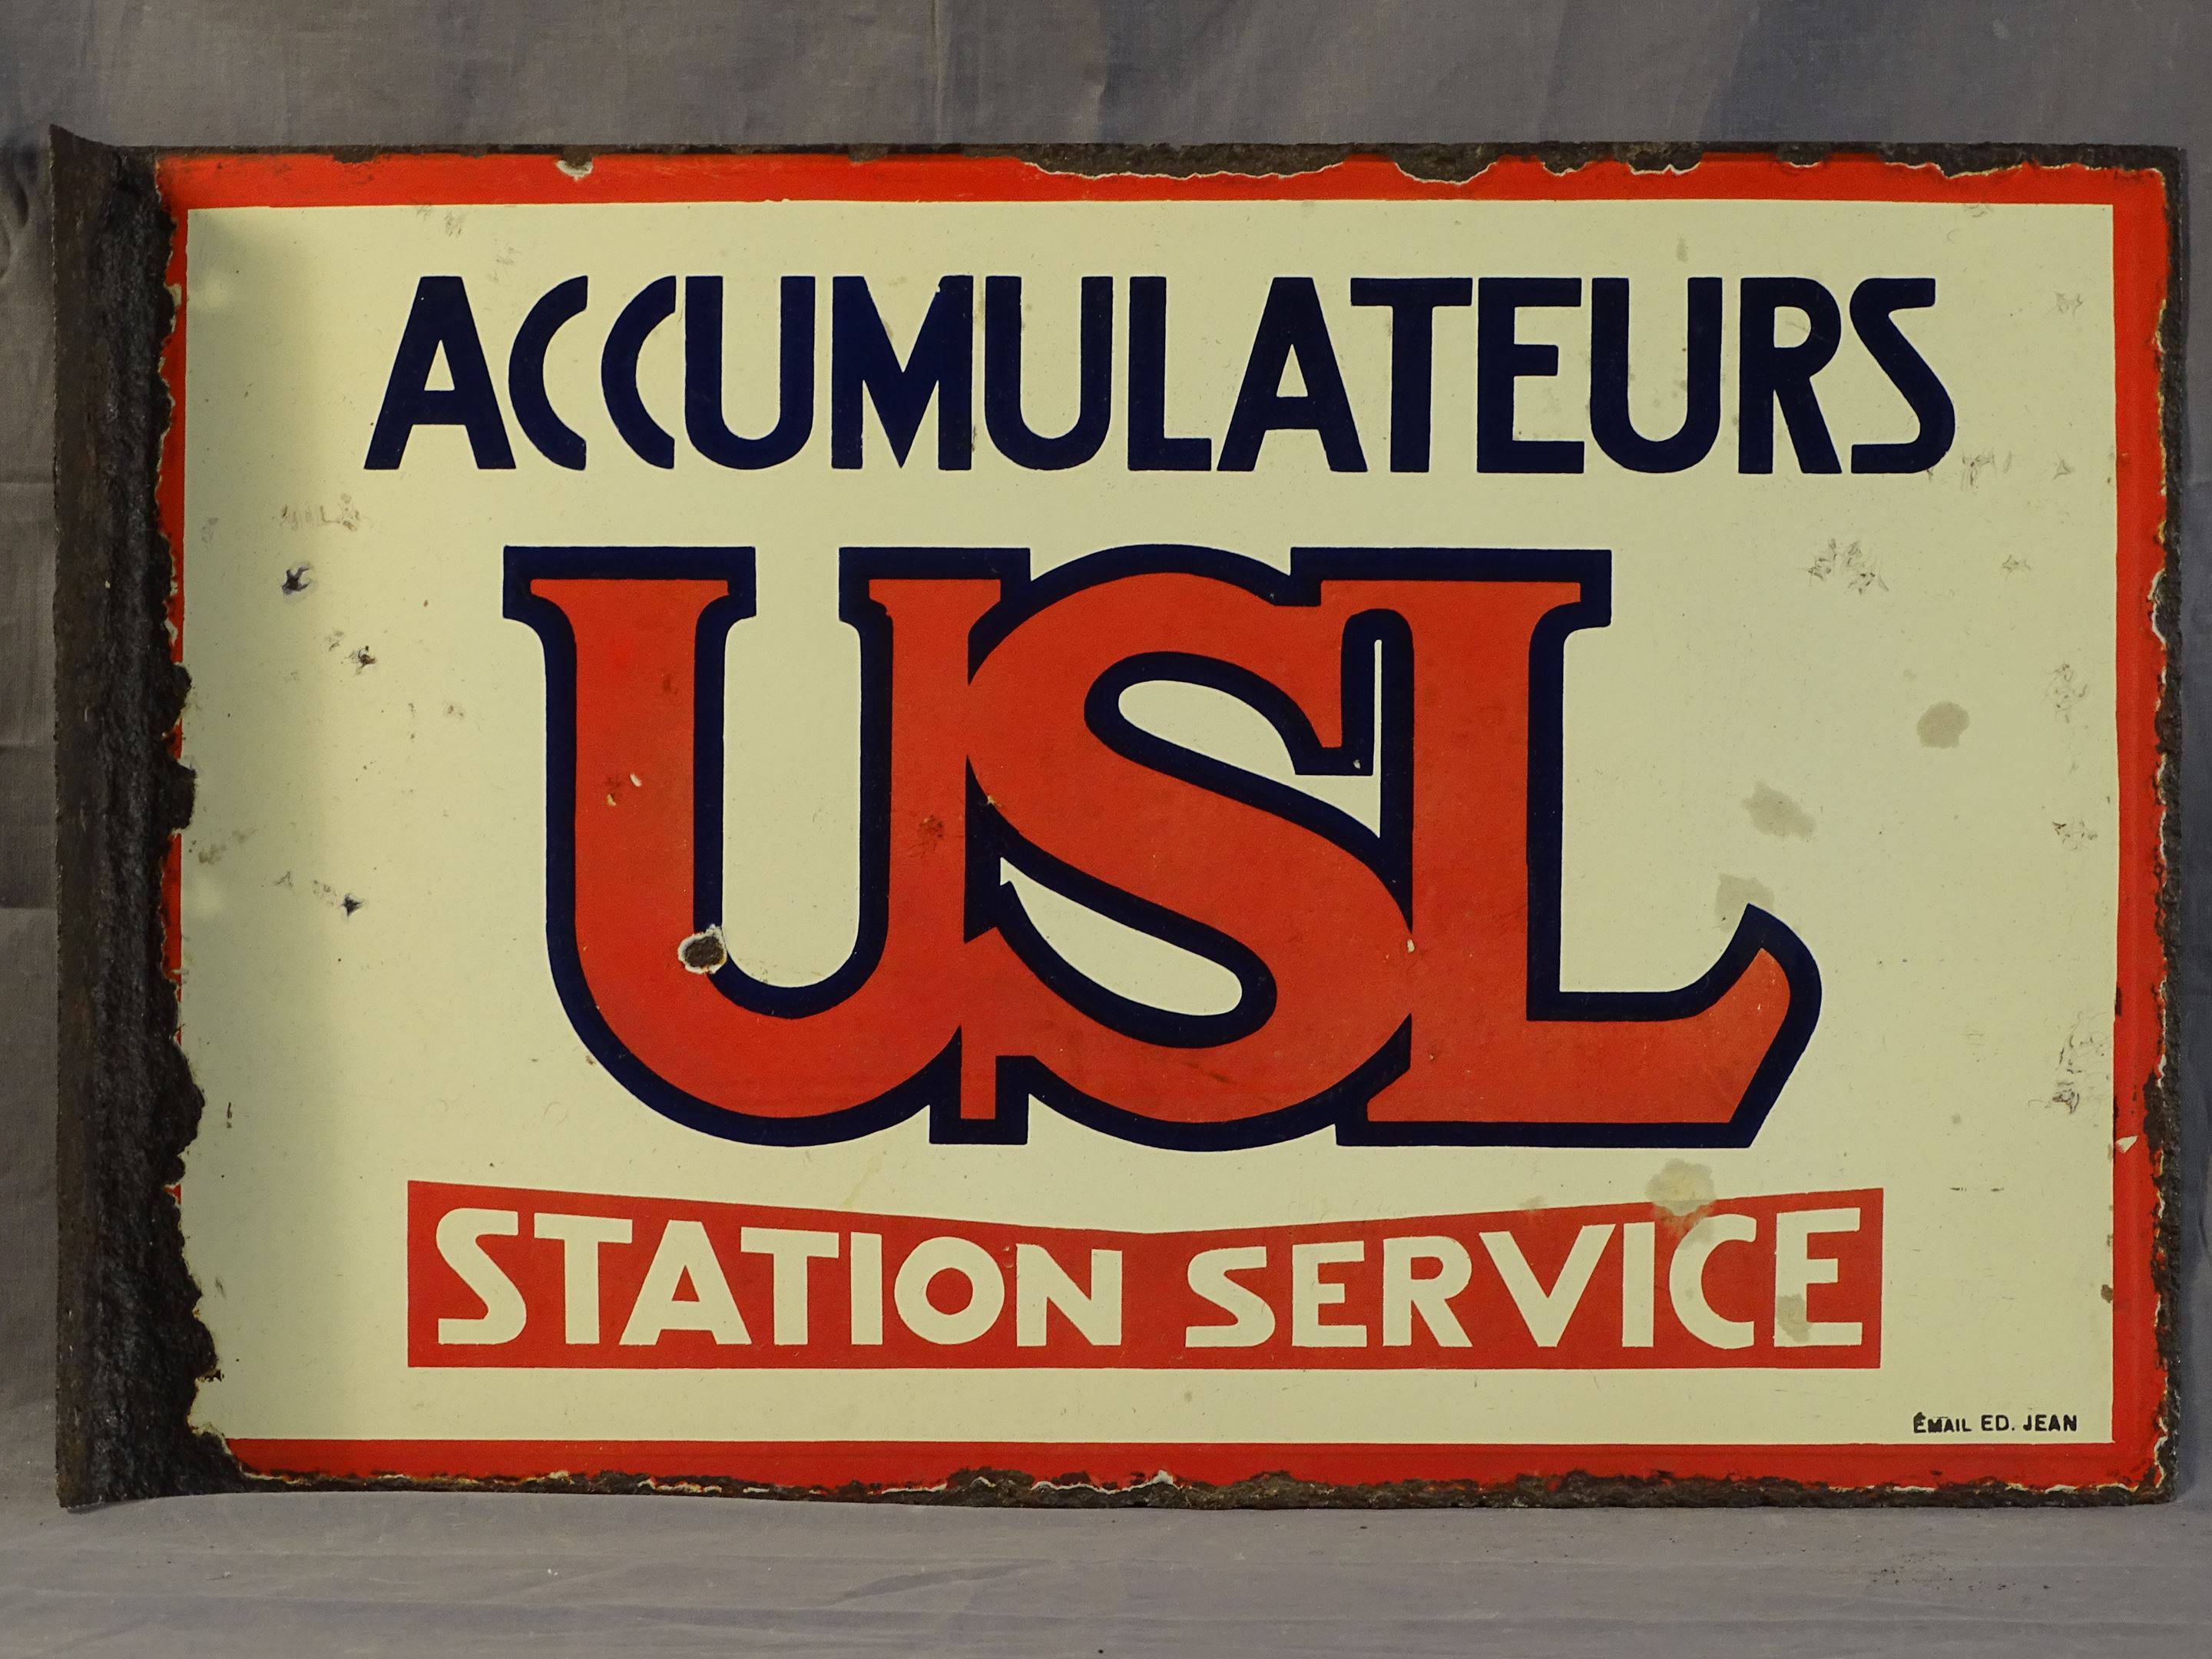 ACCUMULATEURS
USL
STATION SERVICE
ÉMAIL ED. JEAN